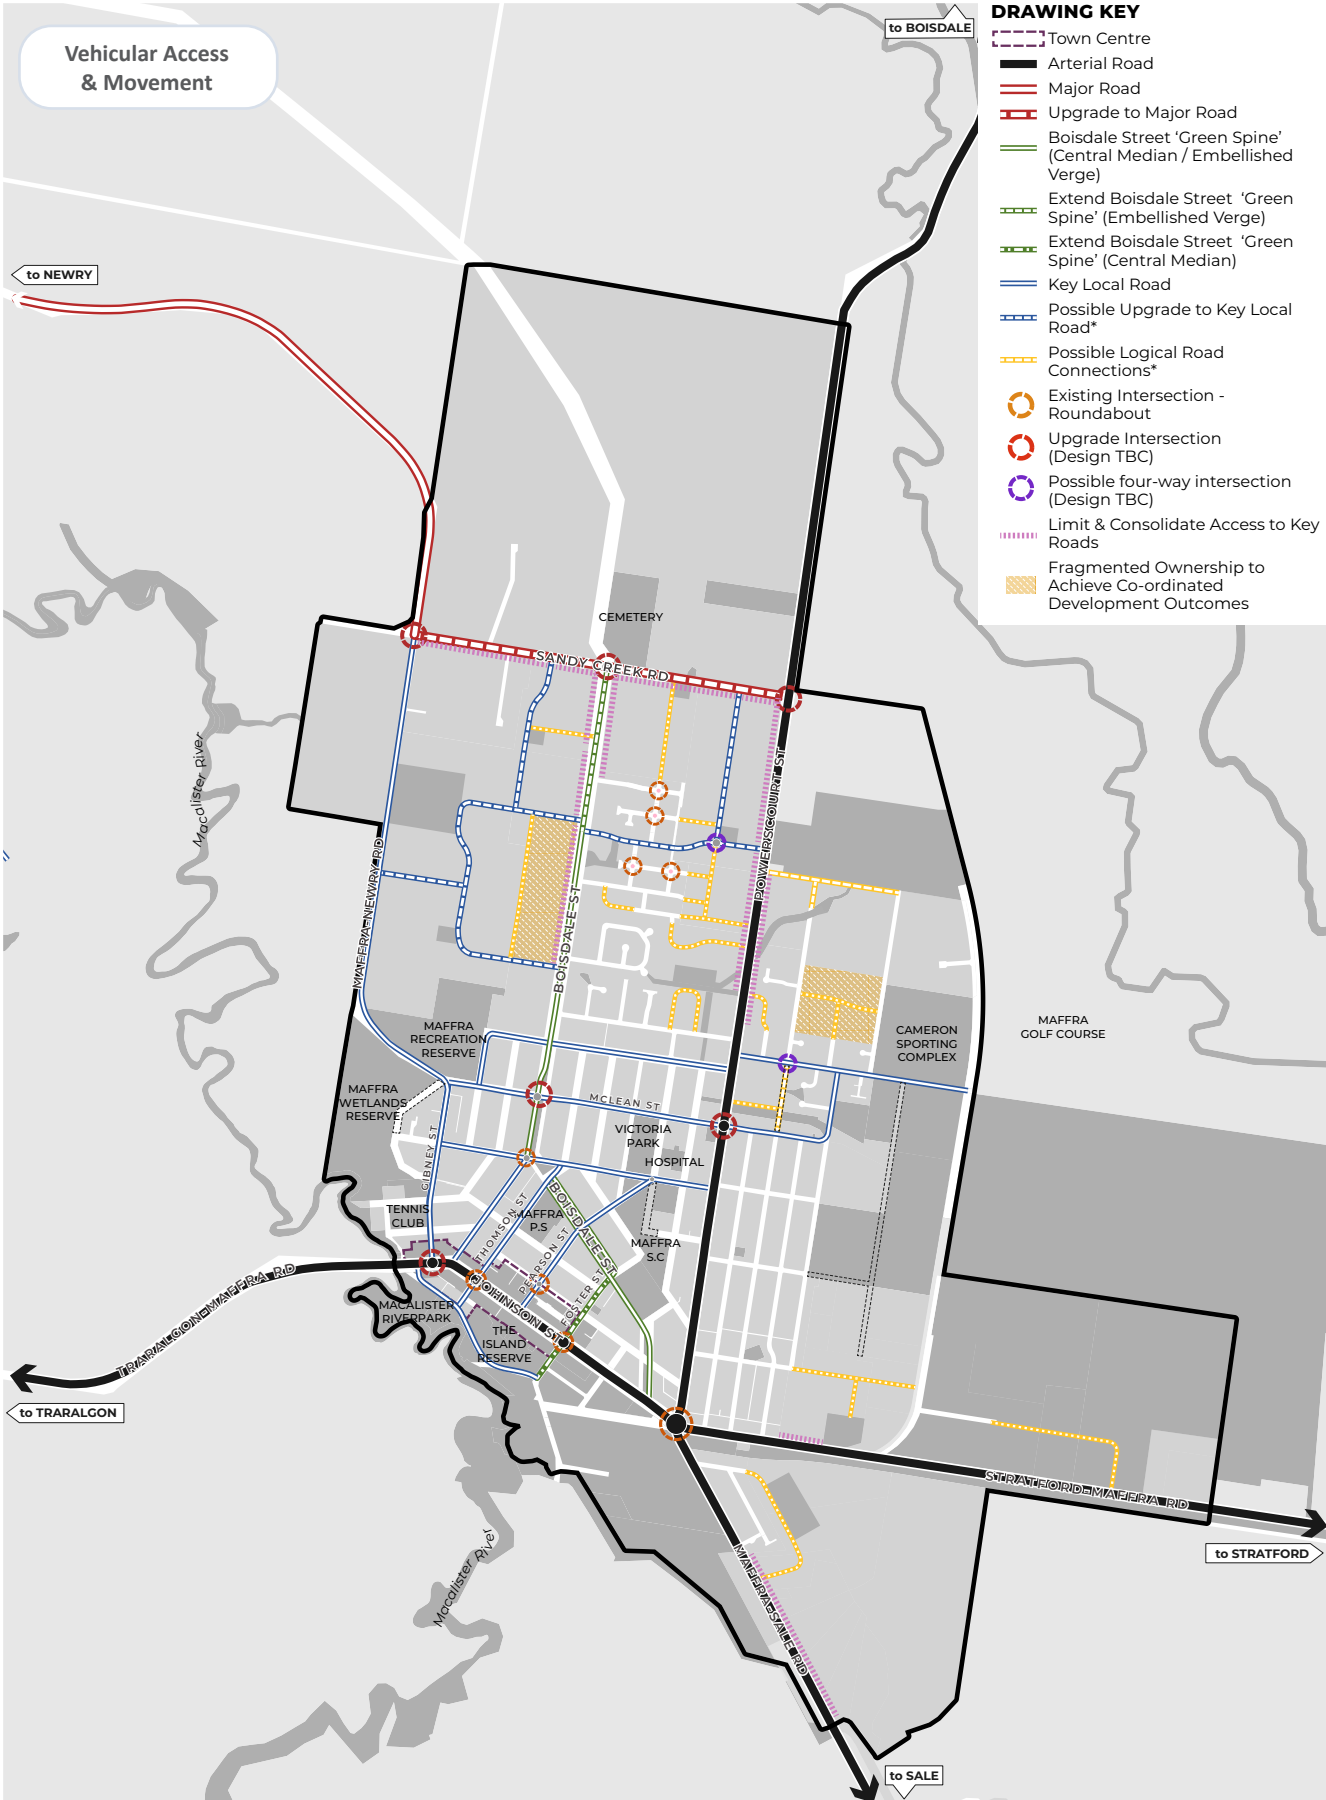 Vehicular Access
& Movement
to BOISDALE
DRAWING KEY
Town Centre
Arterial Road
Major Road
Upgrade to Major Road
Boisdale Street ‘Green Spine’
(Central Median / Embellished
Verge)
Extend Boisdale Street ‘Green
Spine’ (Embellished Verge)
Extend Boisdale Street ‘Green
Spine’ (Central Median)
Key Local Road
Possible Upgrade to Key Local
Road*
Possible Logical Road
Connections*
Existing Intersection -
Roundabout
Upgrade Intersection
(Design TBC)
Possible four-way intersection
(Design TBC)
Limit & Consolidate Access to Key
Roads
Fragmented Ownership to
Achieve Co-ordinated
Development Outcomes
to NEWRY
CEMETERY
SANDY CREEK RD
Macalister River
POWERSCOURT ST
MAFFRA-NEWRY RD
BOISDALE ST
MAFFRA
RECREATION
RESERVE
CAMERON
SPORTING
COMPLEX
MAFFRA
GOLF COURSE
MAFFRA
WETLANDS
RESERVE
MCLEAN ST
VICTORIA
PARK
HOSPITAL
GIBNEY ST
TENNIS
CLUB
THOMSON ST
MAFFRA
P.S
BOISDALE ST
PEARSON ST
MAFFRA
S.C
FOSTER ST
JOHNSON ST
MACALISTER
RIVERPARK
THE
ISLAND
RESERVE
TRARALGON-MAFFRA RD
to TRARALGON
STRATFORD-MAFFRA RD
to STRATFORD
MAFFRA-SALE RD
Macalister River
to SALE